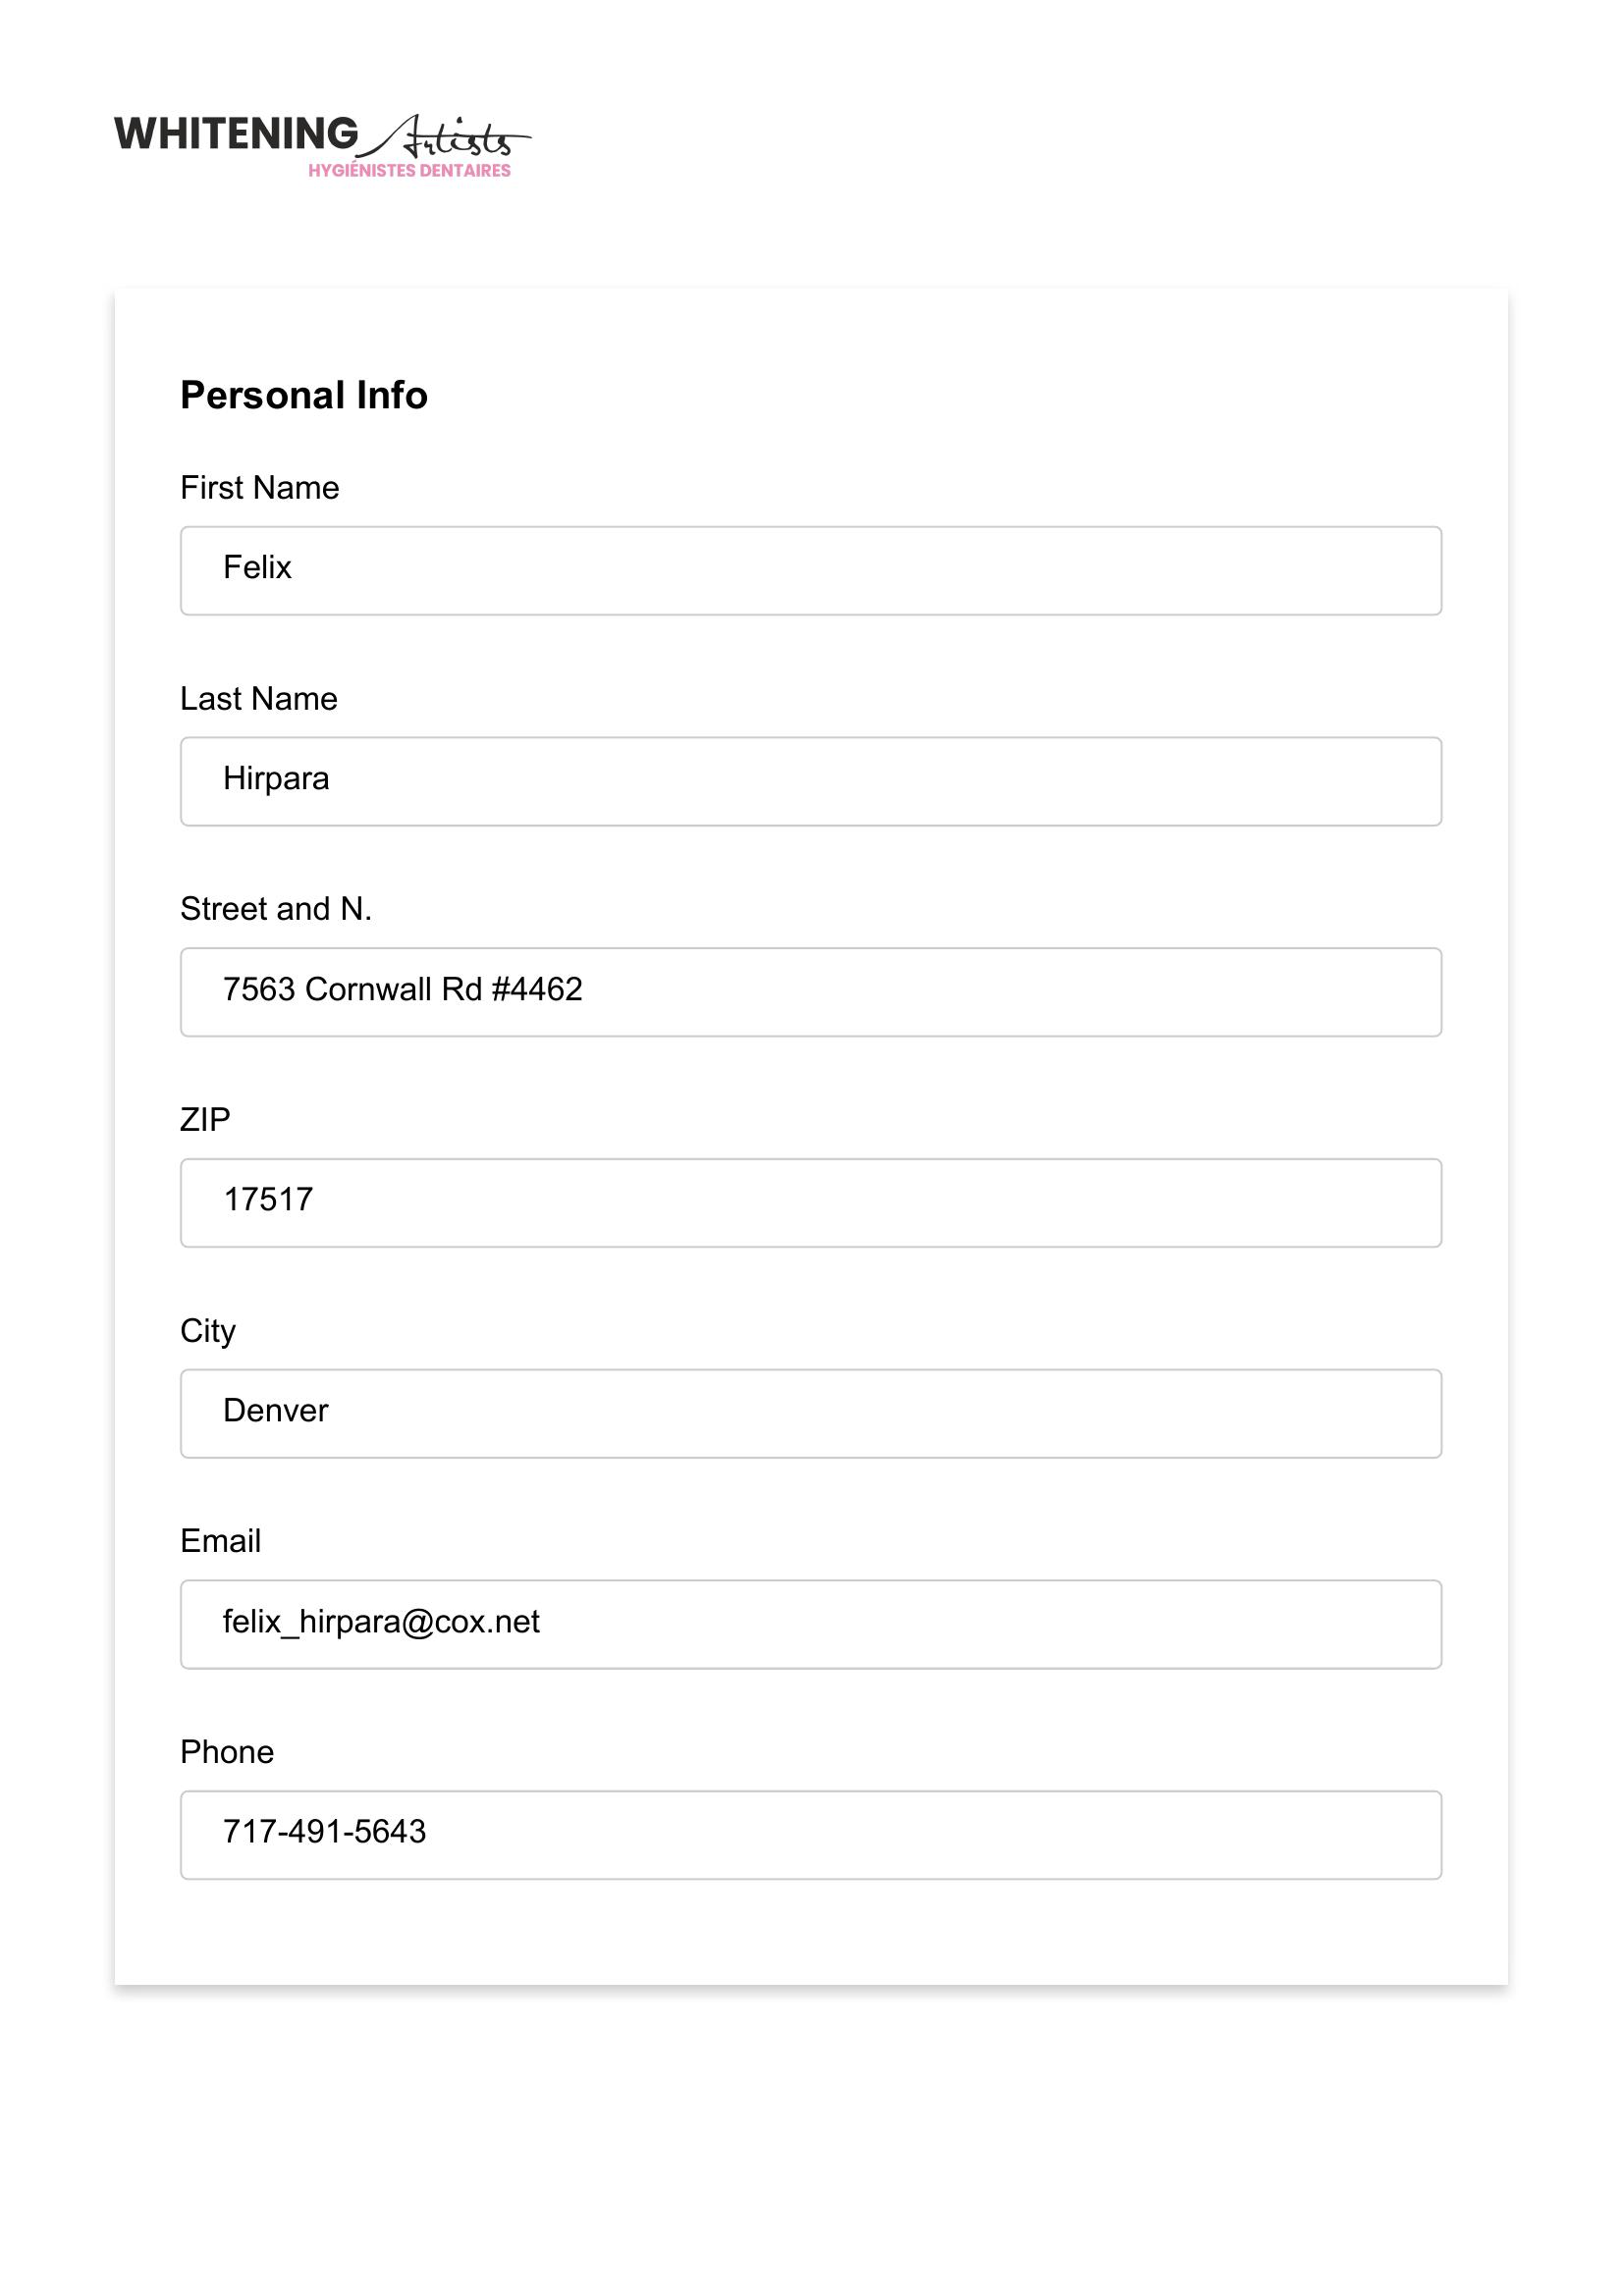 WHITENING Artists
HYGIÉNISTES DENTAIRES
Personal Info
First Name
Felix
Last Name
Hirpara
Street and N.
7563 Cornwall Rd #4462
ZIP
17517
City
Denver
Email
felix_hirpara@cox.net
Phone
717-491-5643